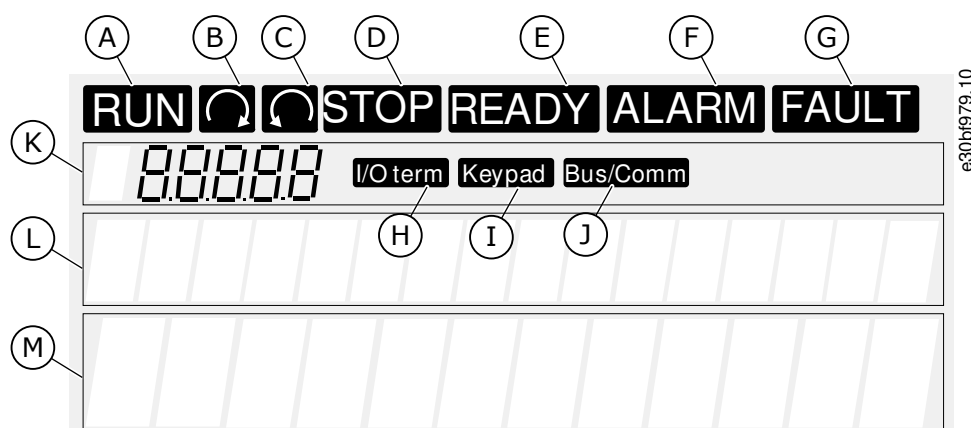 A B C D E F G
RUN STOP READY ALARM FAULT
e30bf979.10
K
8.8.8.8.8 I/O term Keypad Bus/Comm
H I J
L
M